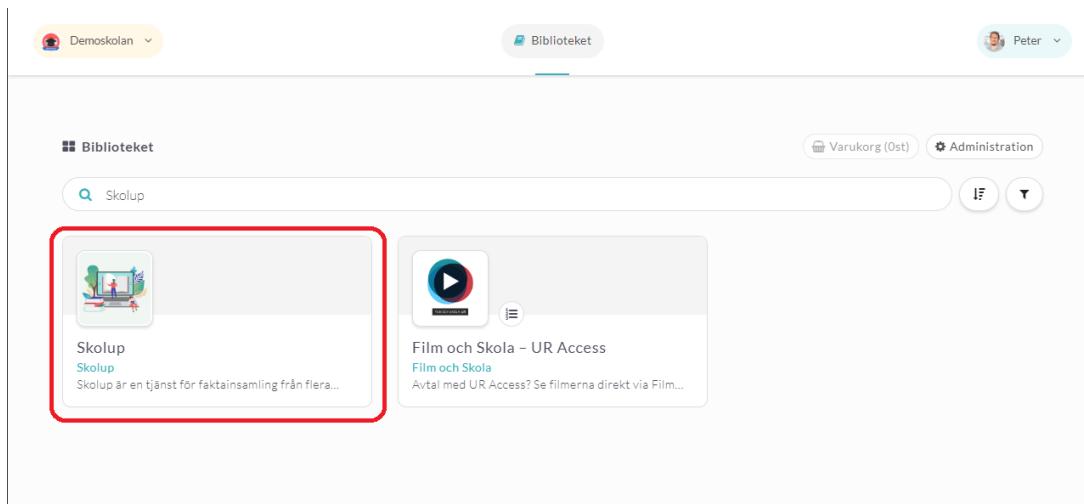 Demoskolan
Biblioteket
Peter
Biblioteket
Varukorg (0st)
Administration
Skolup
Skolup
Skolup
Skolup är en tjänst för faktainsamling från flera...
Film och Skola – UR Access
Film och Skola
Avtal med UR Access? Se filmerna direkt via Film...